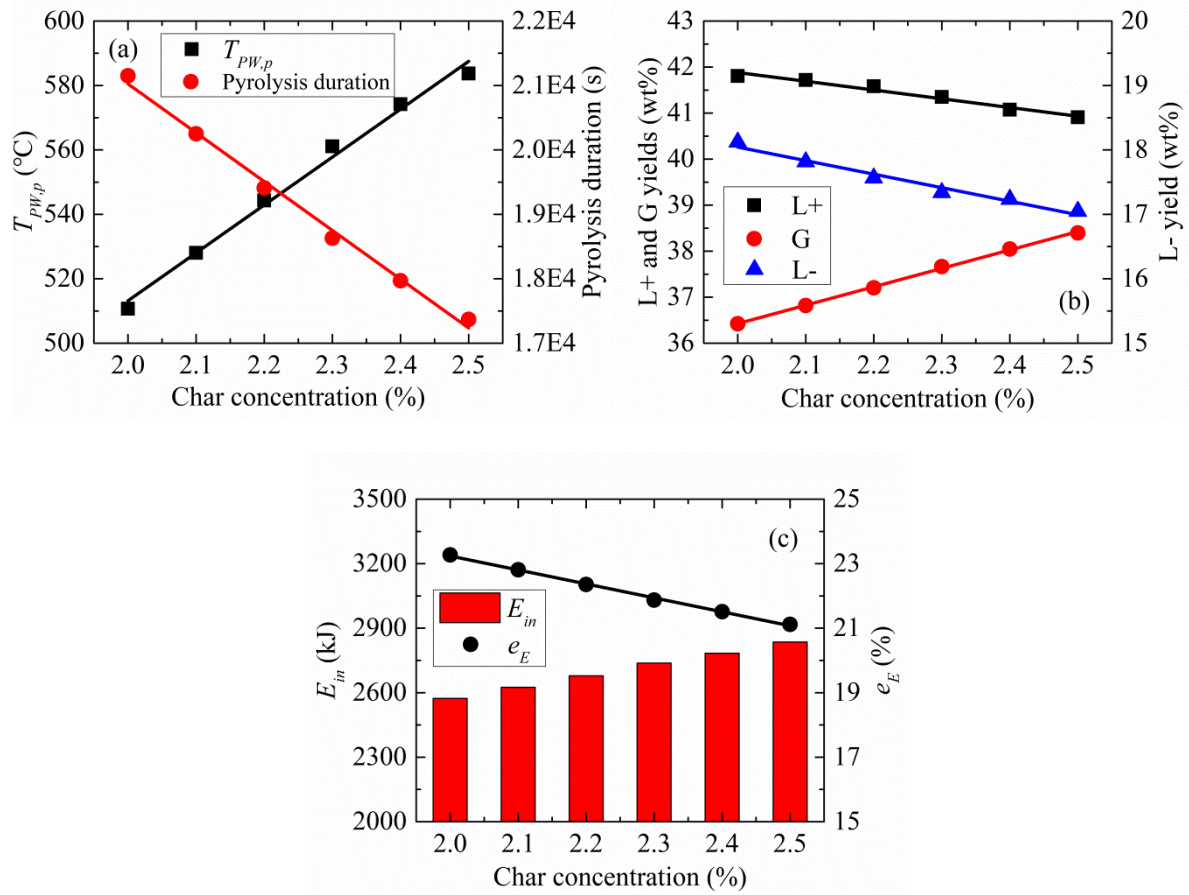 600
580
560
540
520
500
T_PW,p (°C)
(a)
T_PW,p
Pyrolysis duration
2.2E4
2.1E4
2.0E4
1.9E4
1.8E4
1.7E4
Pyrolysis duration (s)
2.0 2.1 2.2 2.3 2.4 2.5
Char concentration (%)
43
42
41
40
39
38
37
36
L+ and G yields (wt%)
L+
G
L-
(b)
20
19
18
17
16
15
L- yield (wt%)
2.0 2.1 2.2 2.3 2.4 2.5
Char concentration (%)
3500
3200
2900
2600
2300
2000
E_in (kJ)
(c)
E_in
e_E
25
23
21
19
17
15
e_E (%)
2.0 2.1 2.2 2.3 2.4 2.5
Char concentration (%)